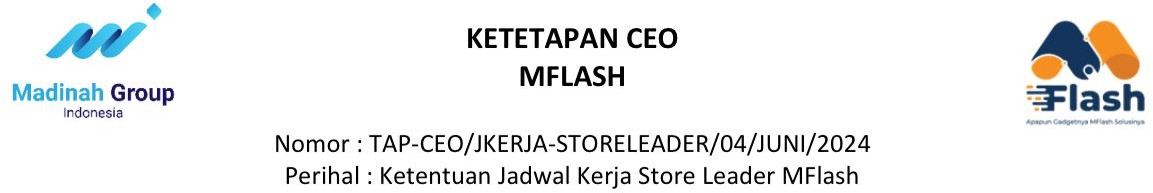 KETETAPAN CEO
MFLASH
Madinah Group
Indonesia
Flash
Apapun Gadgetnya MFlash Solusinya
Nomor : TAP-CEO/JKERJA-STORELEADER/04/JUNI/2024
Perihal : Ketentuan Jadwal Kerja Store Leader MFlash